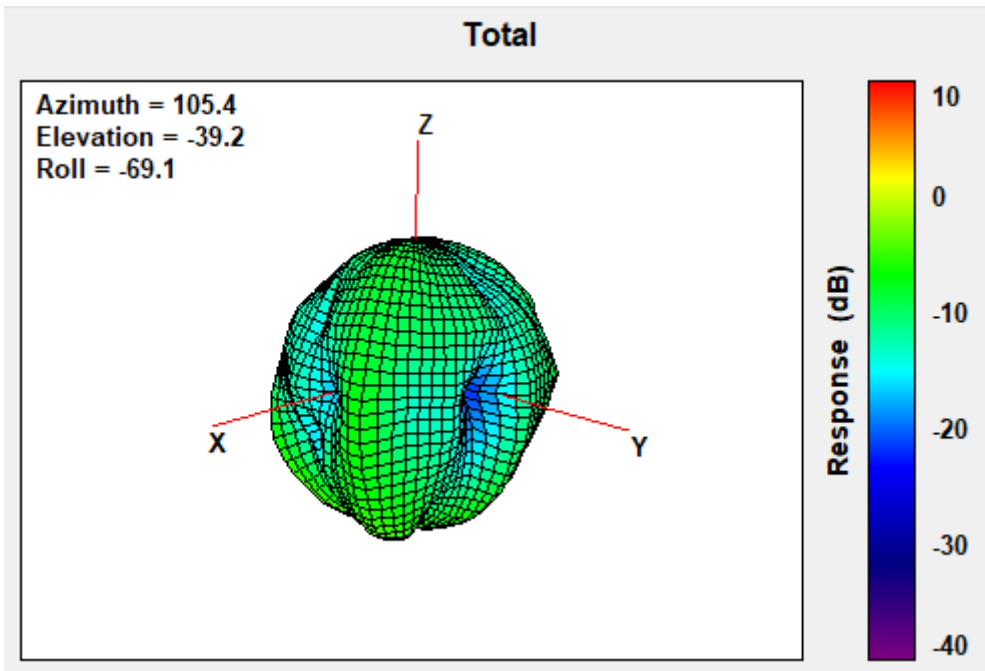 Total
Azimuth = 105.4
Elevation = -39.2
Roll = -69.1
Z
X
Y
10
0
-10
-20
-30
-40
Response (dB)